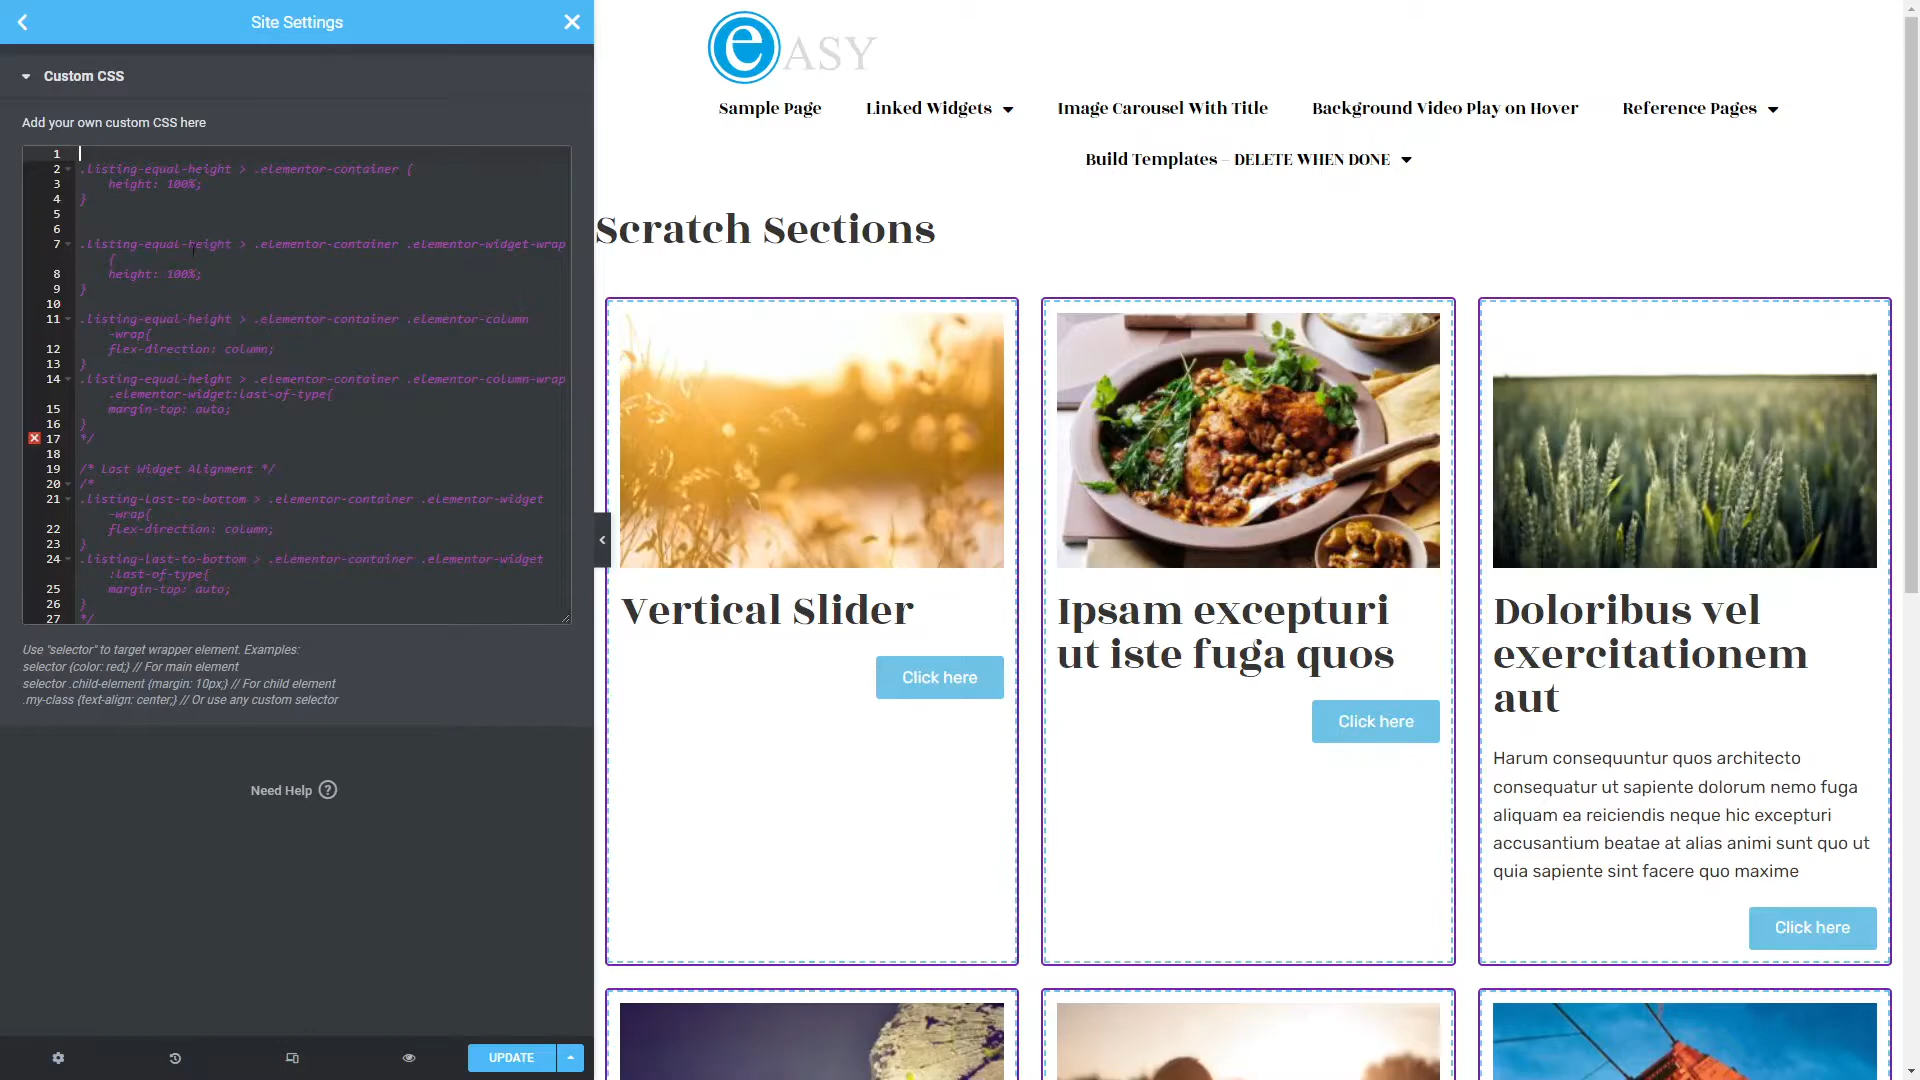 Site Settings
Custom CSS
Add your own custom CSS here
1
2 .listing-equal-height > .elementor-container {
3 height: 100%;
4 }
5
6
7 .listing-equal-height > .elementor-container .elementor-widget-wrap
{
8 height: 100%;
9 }
10
11 .listing-equal-height > .elementor-container .elementor-column
-wrap{
12 flex-direction: column;
13 }
14 .listing-equal-height > .elementor-container .elementor-column-wrap
.elementor-widget:last-of-type{
15 margin-top: auto;
16 }
17 */
18
19 /* Last Widget Alignment */
20 /*
21 .listing-last-to-bottom > .elementor-container .elementor-widget
-wrap{
22 flex-direction: column;
23 }
24 .listing-last-to-bottom > .elementor-container .elementor-widget
:last-of-type{
25 margin-top: auto;
26 }
27 */
Use "selector" to target wrapper element. Examples:
selector {color: red;} // For main element
selector .child-element {margin: 10px;} // For child element
.my-class {text-align: center;} // Or use any custom selector
Need Help ?
UPDATE
eASY
Sample Page Linked Widgets Image Carousel With Title Background Video Play on Hover Reference Pages
Build Templates – DELETE WHEN DONE
Scratch Sections
Vertical Slider
Click here
Ipsam excepturi
ut iste fuga quos
Click here
Doloribus vel
exercitationem
aut
Harum consequuntur quos architecto
consequatur ut sapiente dolorum nemo fuga
aliquam ea reiciendis neque hic excepturi
accusantium beatae at alias animi sunt quo ut
quia sapiente sint facere quo maxime
Click here